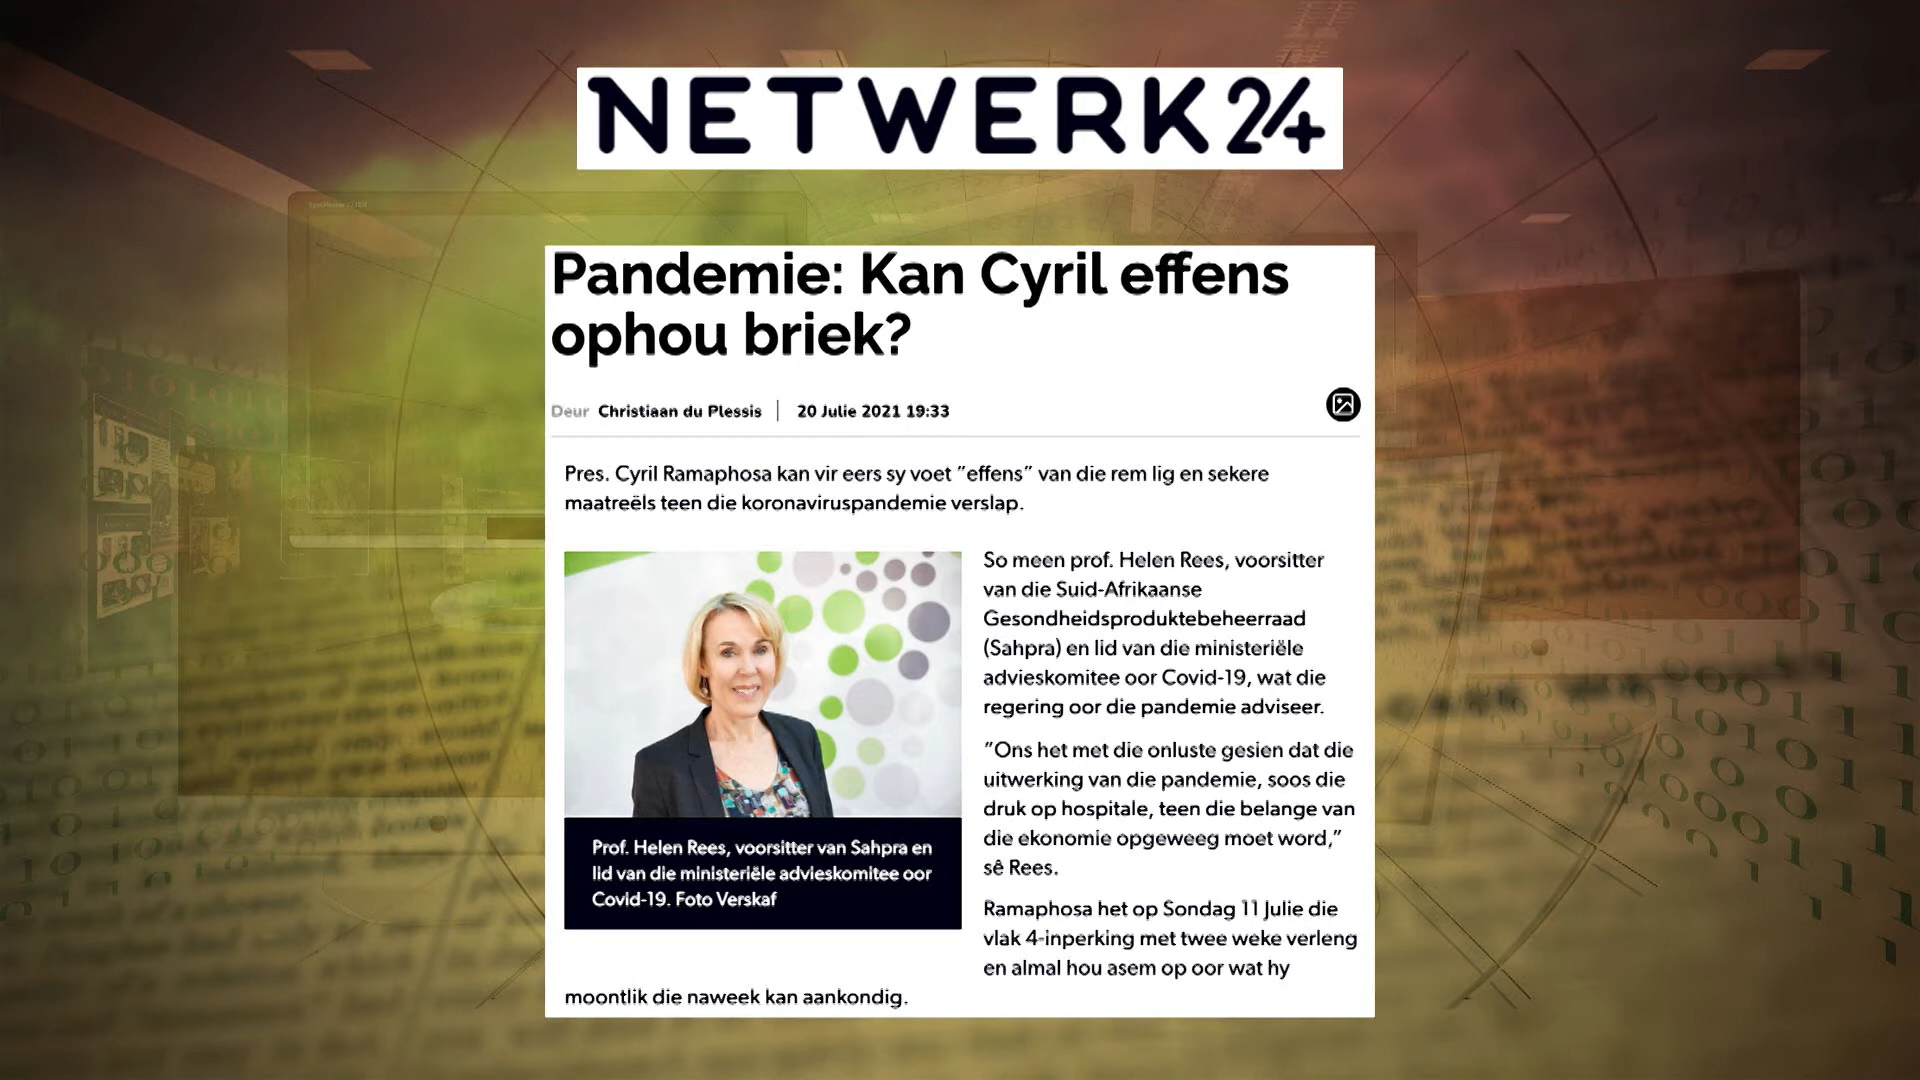 NETWERK24
Pandemie: Kan Cyril effens
ophou briek?
Deur Christiaan du Plessis | 20 Julie 2021 19:33
Pres. Cyril Ramaphosa kan vir eers sy voet ”effens” van die rem lig en sekere
maatreëls teen die koronaviruspandemie verslap.
So meen prof. Helen Rees, voorsitter
van die Suid-Afrikaanse
Gesondheidsproduktebeheerraad
(Sahpra) en lid van die ministeriële
advieskomitee oor Covid-19, wat die
regering oor die pandemie adviseer.
”Ons het met die onluste gesien dat die
uitwerking van die pandemie, soos die
druk op hospitale, teen die belange van
die ekonomie opgeweeg moet word,”
sê Rees.
Ramaphosa het op Sondag 11 Julie die
vlak 4-inperking met twee weke verleng
en almal hou asem op oor wat hy
moontlik die naweek kan aankondig.
Prof. Helen Rees, voorsitter van Sahpra en
lid van die ministeriële advieskomitee oor
Covid-19. Foto Verskaf